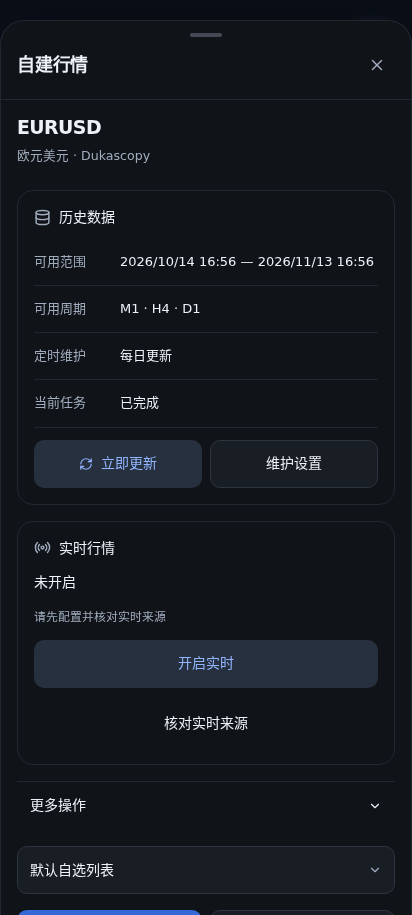 自建行情
EURUSD
欧元美元 · Dukascopy
历史数据
可用范围 2026/10/14 16:56 — 2026/11/13 16:56
可用周期 M1 · H4 · D1
定时维护 每日更新
当前任务 已完成
立即更新 维护设置
实时行情
未开启
请先配置并核对实时来源
开启实时
核对实时来源
更多操作
默认自选列表